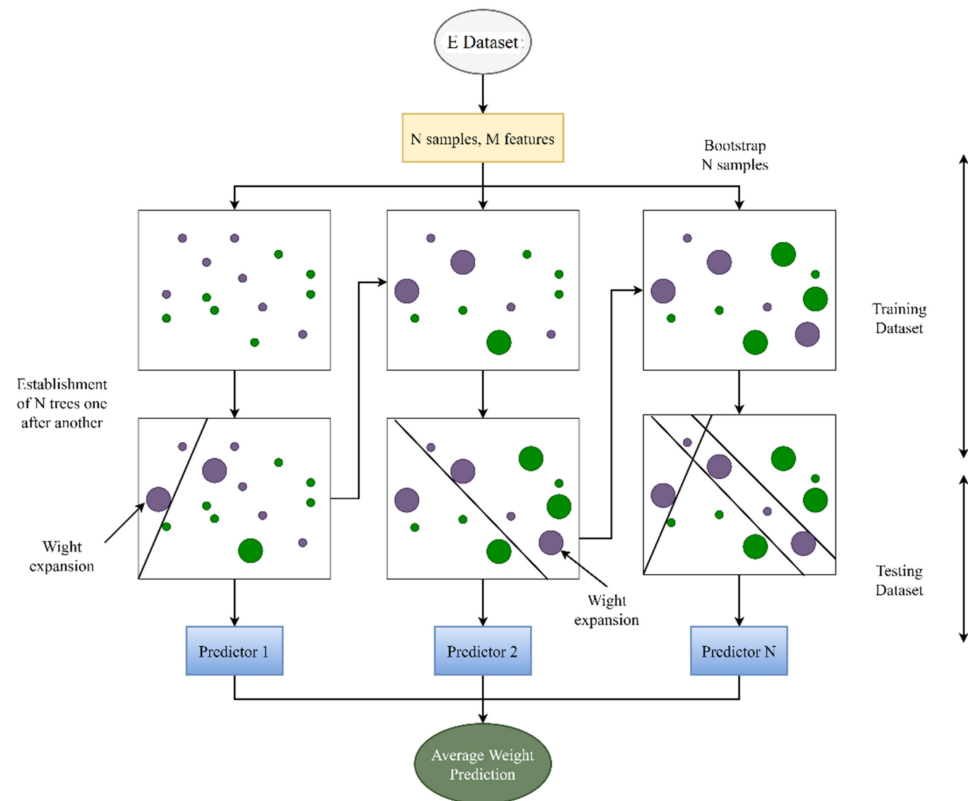 E Dataset:
N samples, M features
Bootstrap
N samples
Training
Dataset
Establishment
of N trees one
after another
Wight
expansion
Wight
expansion
Testing
Dataset
Predictor 1
Predictor 2
Predictor N
Average Weight
Prediction